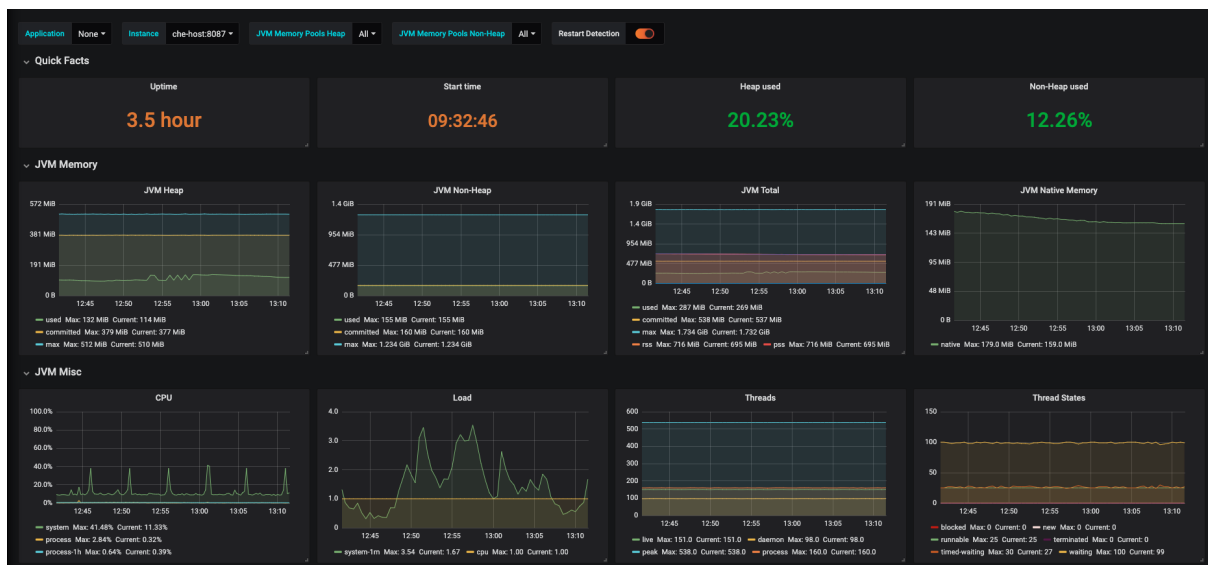 Application None Instance che-host:8087 JVM Memory Pools Heap All JVM Memory Pools Non-Heap All Restart Detection
Quick Facts
Uptime
3.5 hour
Start time
09:32:46
Heap used
20.23%
Non-Heap used
12.26%
JVM Memory
JVM Heap
572 MiB
381 MiB
191 MiB
0 B
12:45 12:50 12:55 13:00 13:05 13:10
used Max: 132 MiB Current: 114 MiB
committed Max: 379 MiB Current: 377 MiB
max Max: 512 MiB Current: 510 MiB
JVM Non-Heap
1.4 GiB
954 MiB
477 MiB
0 B
12:45 12:50 12:55 13:00 13:05 13:10
used Max: 155 MiB Current: 155 MiB
committed Max: 160 MiB Current: 160 MiB
max Max: 1.234 GiB Current: 1.234 GiB
JVM Total
1.9 GiB
1.4 GiB
954 MiB
477 MiB
0 B
12:45 12:50 12:55 13:00 13:05 13:10
used Max: 287 MiB Current: 269 MiB
committed Max: 538 MiB Current: 537 MiB
max Max: 1.734 GiB Current: 1.732 GiB
rss Max: 716 MiB Current: 695 MiB pss Max: 716 MiB Current: 695 MiB
JVM Native Memory
191 MiB
143 MiB
95 MiB
48 MiB
0 B
12:45 12:50 12:55 13:00 13:05 13:10
native Max: 179.0 MiB Current: 159.0 MiB
JVM Misc
CPU
100.0%
80.0%
60.0%
40.0%
20.0%
0%
12:45 12:50 12:55 13:00 13:05 13:10
system Max: 41.48% Current: 11.33%
process Max: 2.84% Current: 0.32%
process-1h Max: 0.64% Current: 0.39%
Load
4.0
3.0
2.0
1.0
0
12:45 12:50 12:55 13:00 13:05 13:10
system-1m Max: 3.54 Current: 1.67 cpu Max: 1.00 Current: 1.00
Threads
600
500
400
300
200
100
0
12:45 12:50 12:55 13:00 13:05 13:10
live Max: 151.0 Current: 151.0 daemon Max: 98.0 Current: 98.0
peak Max: 538.0 Current: 538.0 process Max: 160.0 Current: 160.0
Thread States
150
100
50
0
12:45 12:50 12:55 13:00 13:05 13:10
blocked Max: 0 Current: 0 new Max: 0 Current: 0
runnable Max: 25 Current: 25 terminated Max: 0 Current: 0
timed-waiting Max: 30 Current: 27 waiting Max: 100 Current: 99